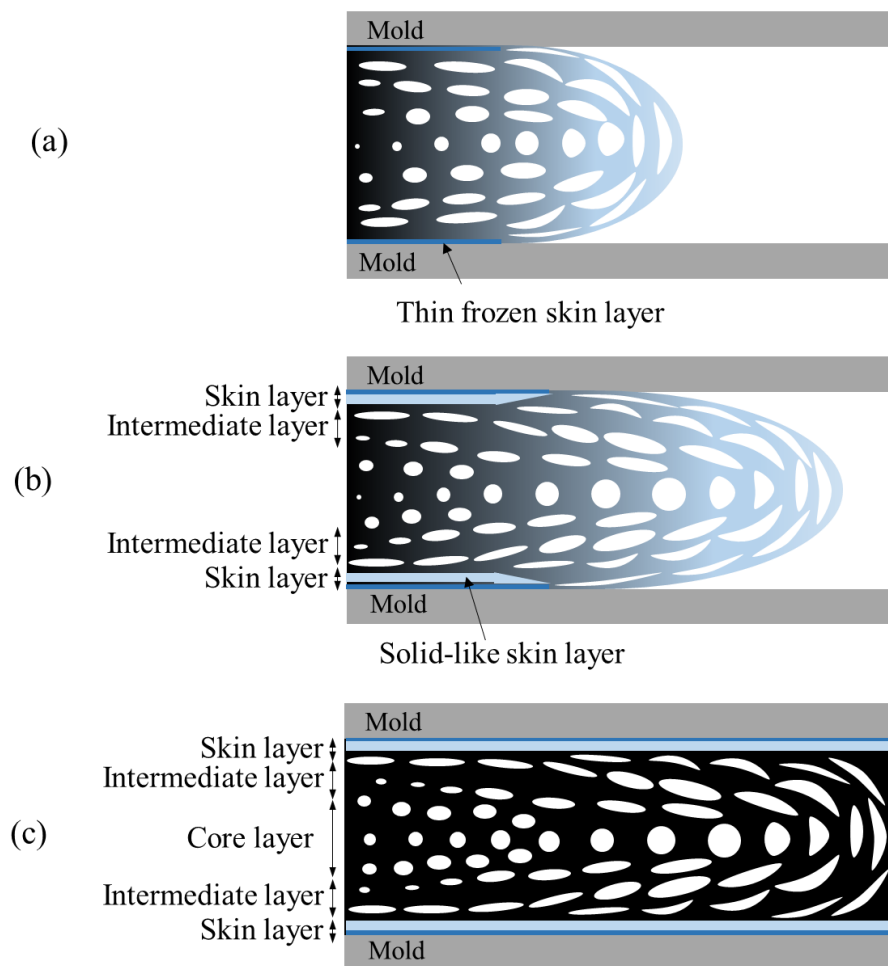 Mold
(a)
Mold
Thin frozen skin layer
Mold
Skin layer
Intermediate layer
(b)
Intermediate layer
Skin layer
Mold
Solid-like skin layer
Mold
Skin layer
Intermediate layer
(c)
Core layer
Intermediate layer
Skin layer
Mold